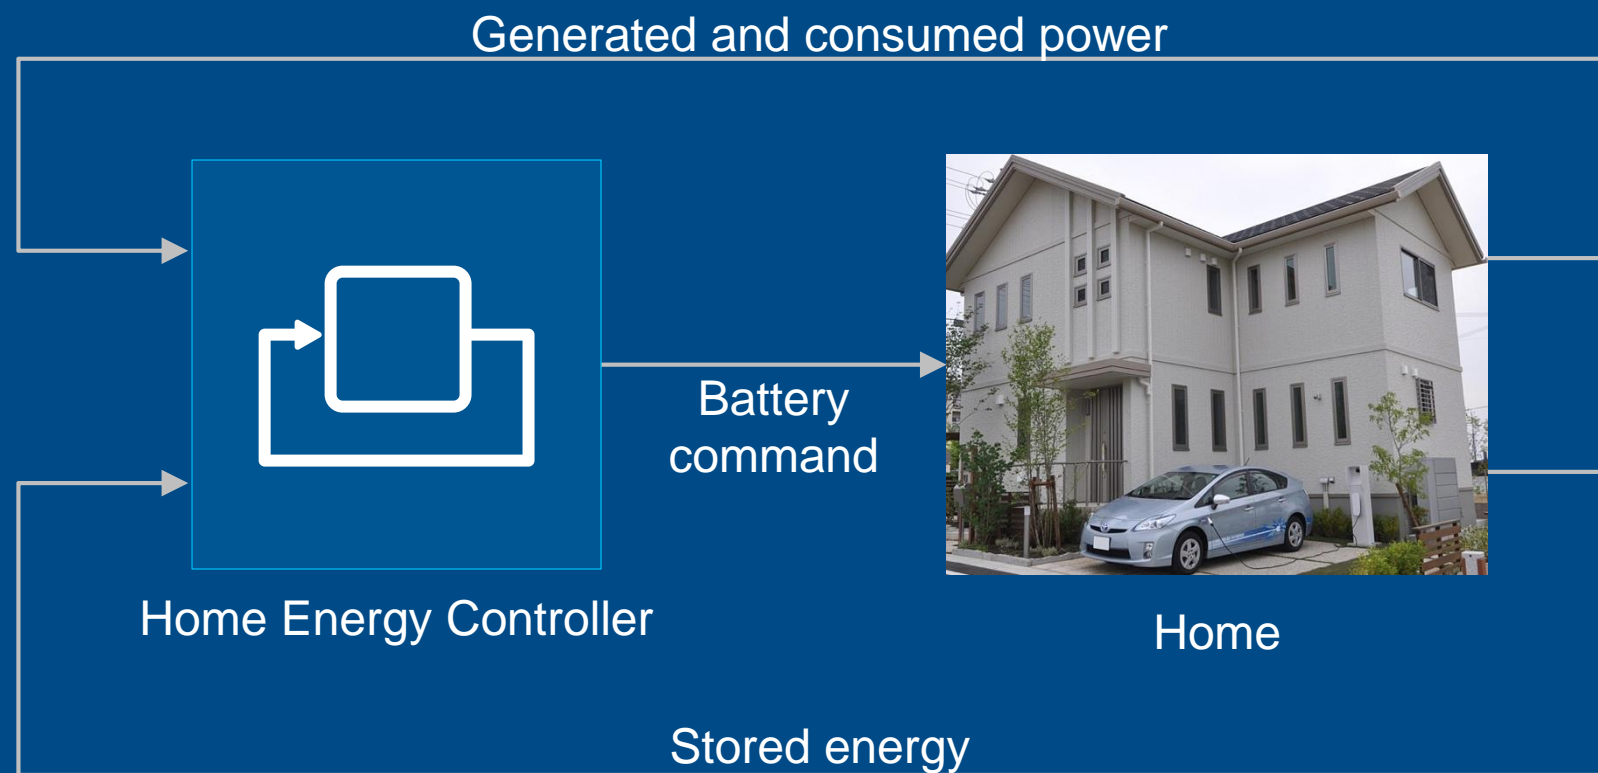 Generated and consumed power
Battery
command
Home Energy Controller
Home
Stored energy